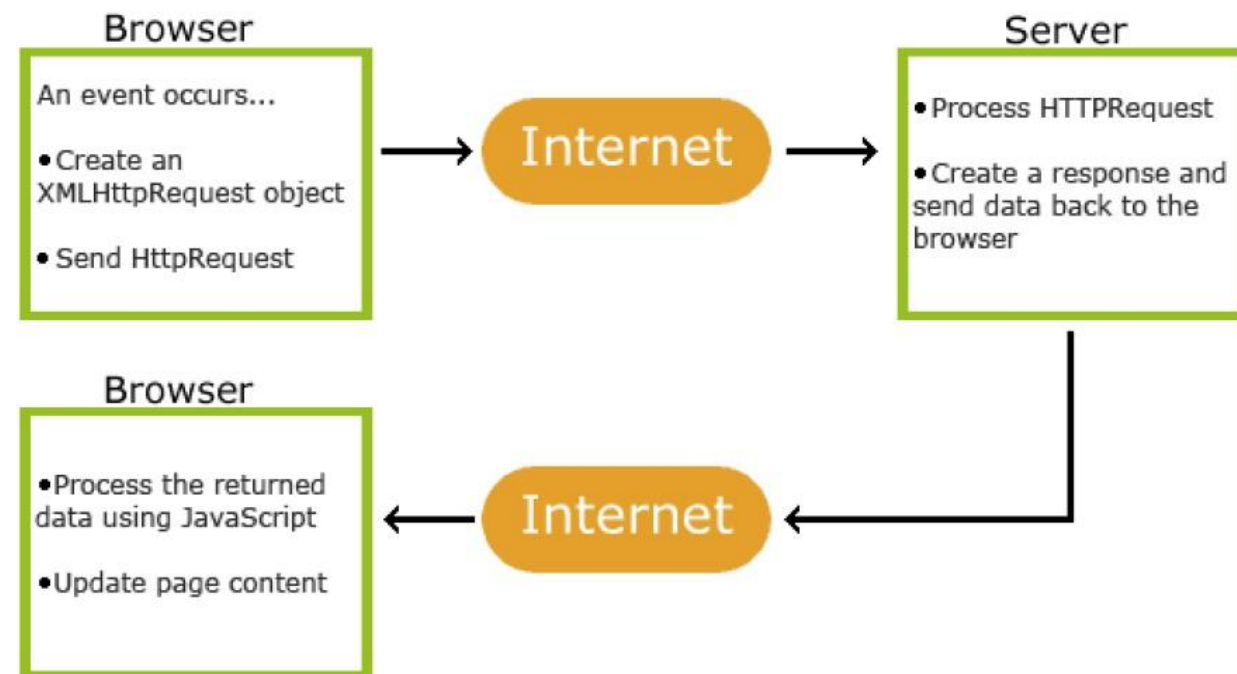 Browser
An event occurs...
•Create an
XMLHttpRequest object
• Send HttpRequest
Internet
Server
•Process HTTPRequest
•Create a response and
send data back to the
browser
Browser
•Process the returned
data using JavaScript
•Update page content
Internet